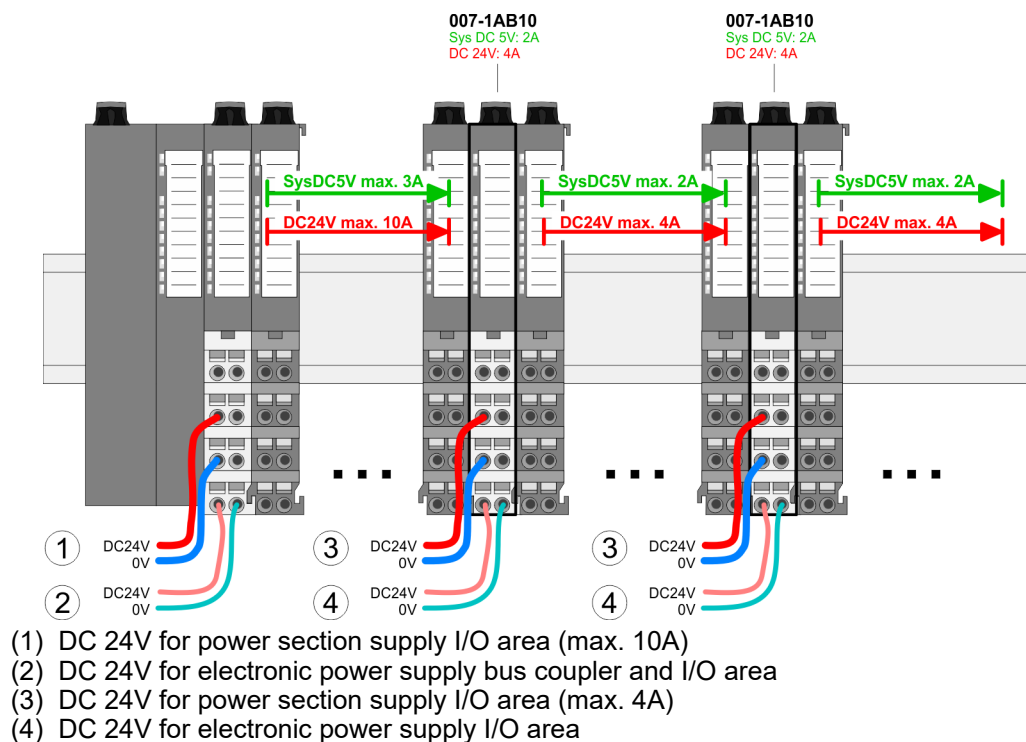 007-1AB10
Sys DC 5V: 2A
DC 24V: 4A
007-1AB10
Sys DC 5V: 2A
DC 24V: 4A
SysDC5V max. 3A
SysDC5V max. 2A
SysDC5V max. 2A
DC24V max. 10A
DC24V max. 4A
DC24V max. 4A
1
DC24V
0V
3
DC24V
0V
3
DC24V
0V
2
DC24V
0V
4
DC24V
0V
4
DC24V
0V
(1) DC 24V for power section supply I/O area (max. 10A)
(2) DC 24V for electronic power supply bus coupler and I/O area
(3) DC 24V for power section supply I/O area (max. 4A)
(4) DC 24V for electronic power supply I/O area